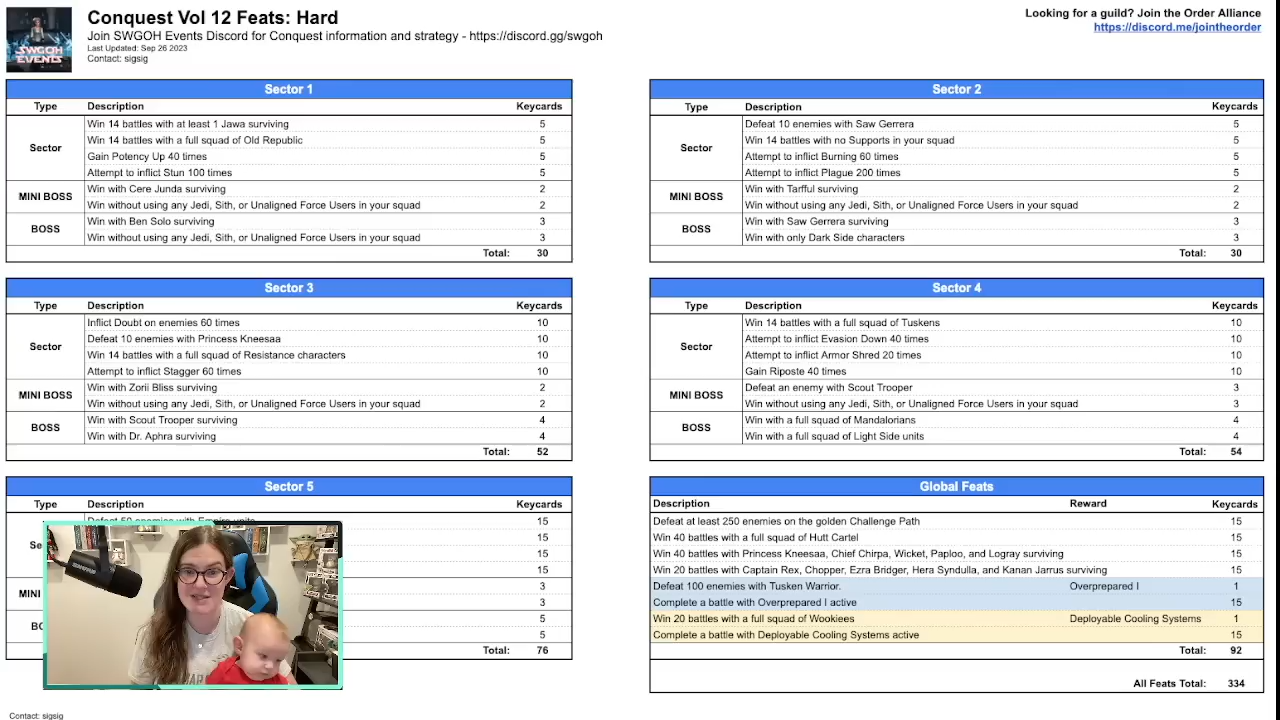 SWGOH
EVENTS
Conquest Vol 12 Feats: Hard
Join SWGOH Events Discord for Conquest information and strategy - https://discord.gg/swgoh
Last Updated: Sep 26 2023
Contact: sigsig
Looking for a guild? Join the Order Alliance
https://discord.me/jointheorder
Sector 1
Type Description Keycards
Sector
Win 14 battles with at least 1 Jawa surviving 5
Win 14 battles with a full squad of Old Republic 5
Gain Potency Up 40 times 5
Attempt to inflict Stun 100 times 5
MINI BOSS
Win with Cere Junda surviving 2
Win without using any Jedi, Sith, or Unaligned Force Users in your squad 2
BOSS
Win with Ben Solo surviving 3
Win without using any Jedi, Sith, or Unaligned Force Users in your squad 3
Total: 30
Sector 2
Type Description Keycards
Sector
Defeat 10 enemies with Saw Gerrera 5
Win 14 battles with no Supports in your squad 5
Attempt to inflict Burning 60 times 5
Attempt to inflict Plague 200 times 5
MINI BOSS
Win with Tarfful surviving 2
Win without using any Jedi, Sith, or Unaligned Force Users in your squad 2
BOSS
Win with Saw Gerrera surviving 3
Win with only Dark Side characters 3
Total: 30
Sector 3
Type Description Keycards
Sector
Inflict Doubt on enemies 60 times 10
Defeat 10 enemies with Princess Kneesaa 10
Win 14 battles with a full squad of Resistance characters 10
Attempt to inflict Stagger 60 times 10
MINI BOSS
Win with Zorii Bliss surviving 2
Win without using any Jedi, Sith, or Unaligned Force Users in your squad 2
BOSS
Win with Scout Trooper surviving 4
Win with Dr. Aphra surviving 4
Total: 52
Sector 4
Type Description Keycards
Sector
Win 14 battles with a full squad of Tuskens 10
Attempt to inflict Evasion Down 40 times 10
Attempt to inflict Armor Shred 20 times 10
Gain Riposte 40 times 10
MINI BOSS
Defeat an enemy with Scout Trooper 3
Win without using any Jedi, Sith, or Unaligned Force Users in your squad 3
BOSS
Win with a full squad of Mandalorians 4
Win with a full squad of Light Side units 4
Total: 54
Sector 5
Type Description Keycards
Defeat 50 enemies with Empire units 15
15
Se 15
15
MINI 3
3
BO 5
5
Total: 76
Global Feats
Description Reward Keycards
Defeat at least 250 enemies on the golden Challenge Path 15
Win 40 battles with a full squad of Hutt Cartel 15
Win 40 battles with Princess Kneesaa, Chief Chirpa, Wicket, Paploo, and Logray surviving 15
Win 20 battles with Captain Rex, Chopper, Ezra Bridger, Hera Syndulla, and Kanan Jarrus surviving 15
Defeat 100 enemies with Tusken Warrior. Overprepared I 1
Complete a battle with Overprepared I active 15
Win 20 battles with a full squad of Wookiees Deployable Cooling Systems 1
Complete a battle with Deployable Cooling Systems active 15
Total: 92
All Feats Total: 334
Contact: sigsig